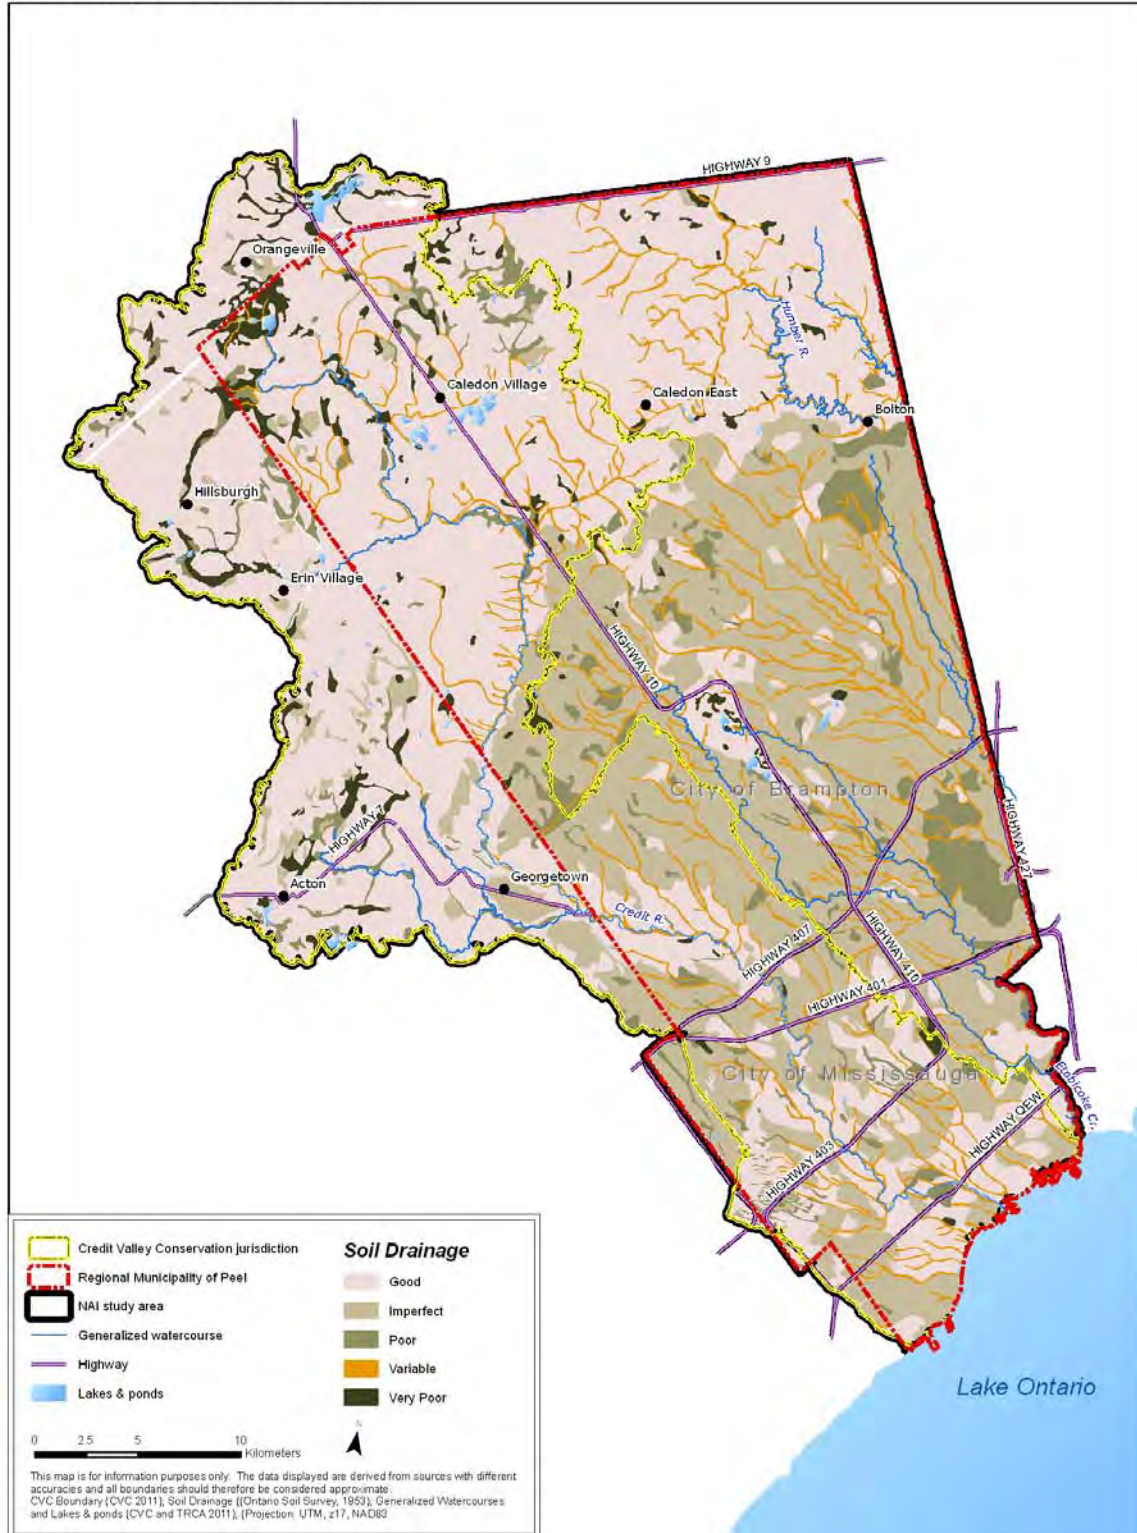 HIGHWAY 9
Orangeville
Humber R.
Caledon Village
Caledon East
Bolton
Hillsburgh
Erin Village
HIGHWAY 10
City of Brampton
HIGHWAY 427
HIGHWAY 7
Acton
Georgetown
Credit R.
HIGHWAY 407
HIGHWAY 410
HIGHWAY 401
City of Mississauga
Etobicoke Cr.
HIGHWAY QEW
HIGHWAY 403
Lake Ontario
Credit Valley Conservation jurisdiction
Regional Municipality of Peel
NAI study area
Generalized watercourse
Highway
Lakes & ponds
Soil Drainage
Good
Imperfect
Poor
Variable
Very Poor
N
0 2.5 5 10
Kilometers
This map is for information purposes only. The data displayed are derived from sources with different
accuracies and all boundaries should therefore be considered approximate.
CVC Boundary (CVC 2011); Soil Drainage ((Ontario Soil Survey, 1953); Generalized Watercourses
and Lakes & ponds (CVC and TRCA 2011); (Projection: UTM, z17, NAD83